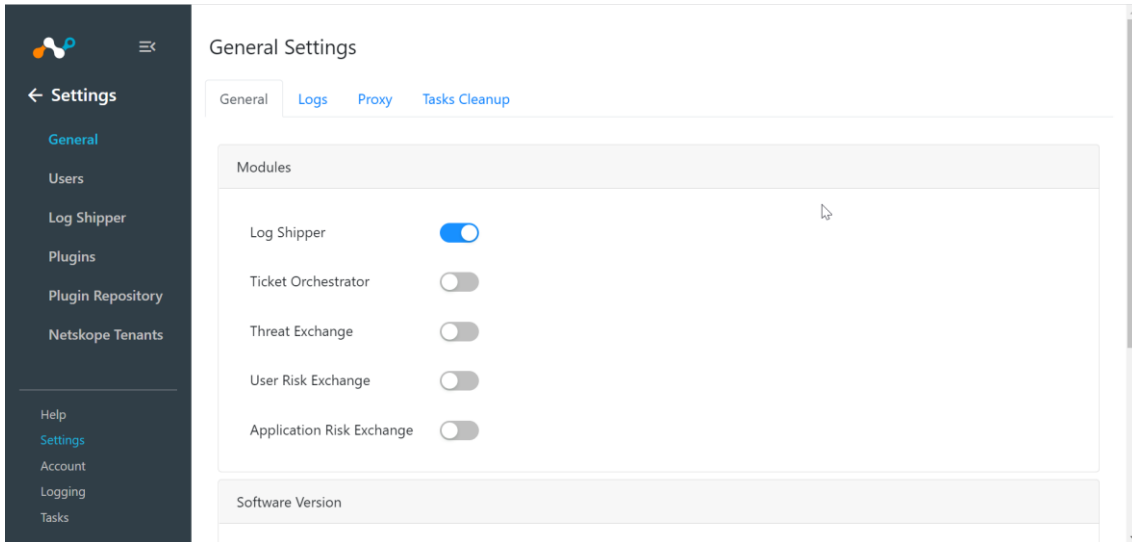 General Settings
← Settings
General Logs Proxy Tasks Cleanup
General
Users
Log Shipper
Plugins
Plugin Repository
Netskope Tenants
Help
Settings
Account
Logging
Tasks
Modules
Log Shipper
Ticket Orchestrator
Threat Exchange
User Risk Exchange
Application Risk Exchange
Software Version